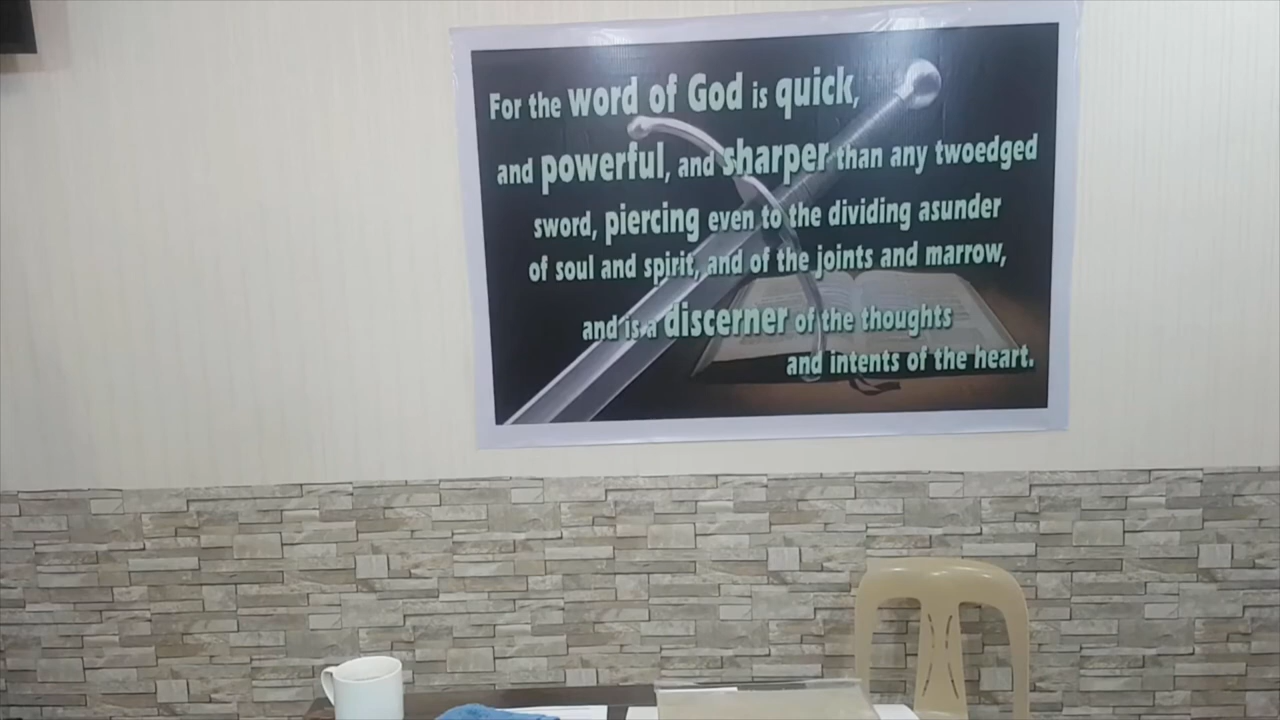 For the word of God is quick,
and powerful, and sharper than any twoedged
sword, piercing even to the dividing asunder
of soul and spirit, and of the joints and marrow,
and is a discerner of the thoughts
and intents of the heart.